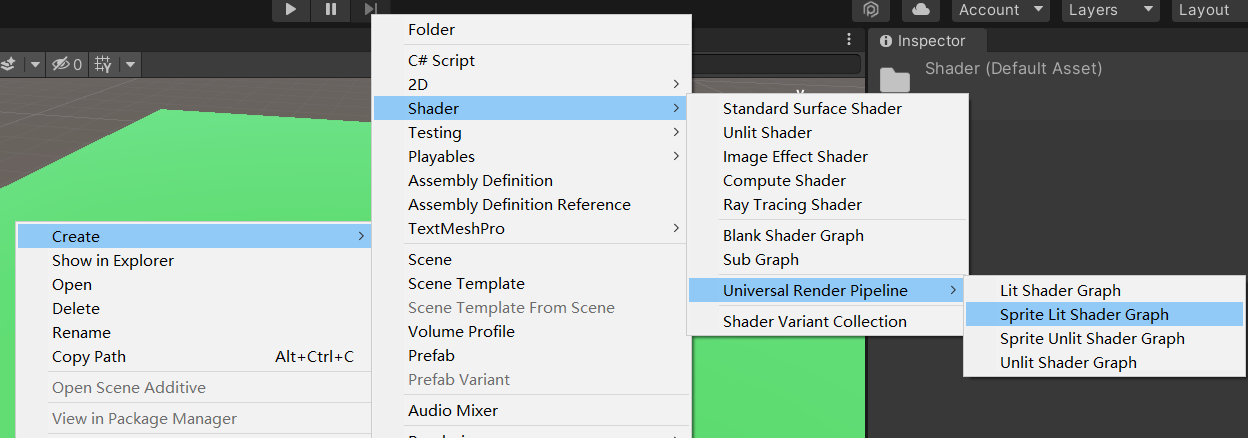 Account
Layers
Layout
Inspector
0
Shader (Default Asset)
Create
Show in Explorer
Open
Delete
Rename
Copy Path Alt+Ctrl+C
Open Scene Additive
View in Package Manager
Folder
C# Script
2D
Shader
Testing
Playables
Assembly Definition
Assembly Definition Reference
TextMeshPro
Scene
Scene Template
Scene Template From Scene
Volume Profile
Prefab
Prefab Variant
Audio Mixer
Standard Surface Shader
Unlit Shader
Image Effect Shader
Compute Shader
Ray Tracing Shader
Blank Shader Graph
Sub Graph
Universal Render Pipeline
Shader Variant Collection
Lit Shader Graph
Sprite Lit Shader Graph
Sprite Unlit Shader Graph
Unlit Shader Graph